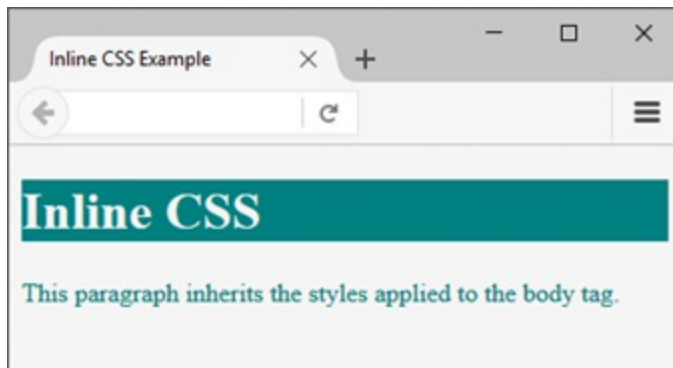 Inline CSS Example
Inline CSS
This paragraph inherits the styles applied to the body tag.